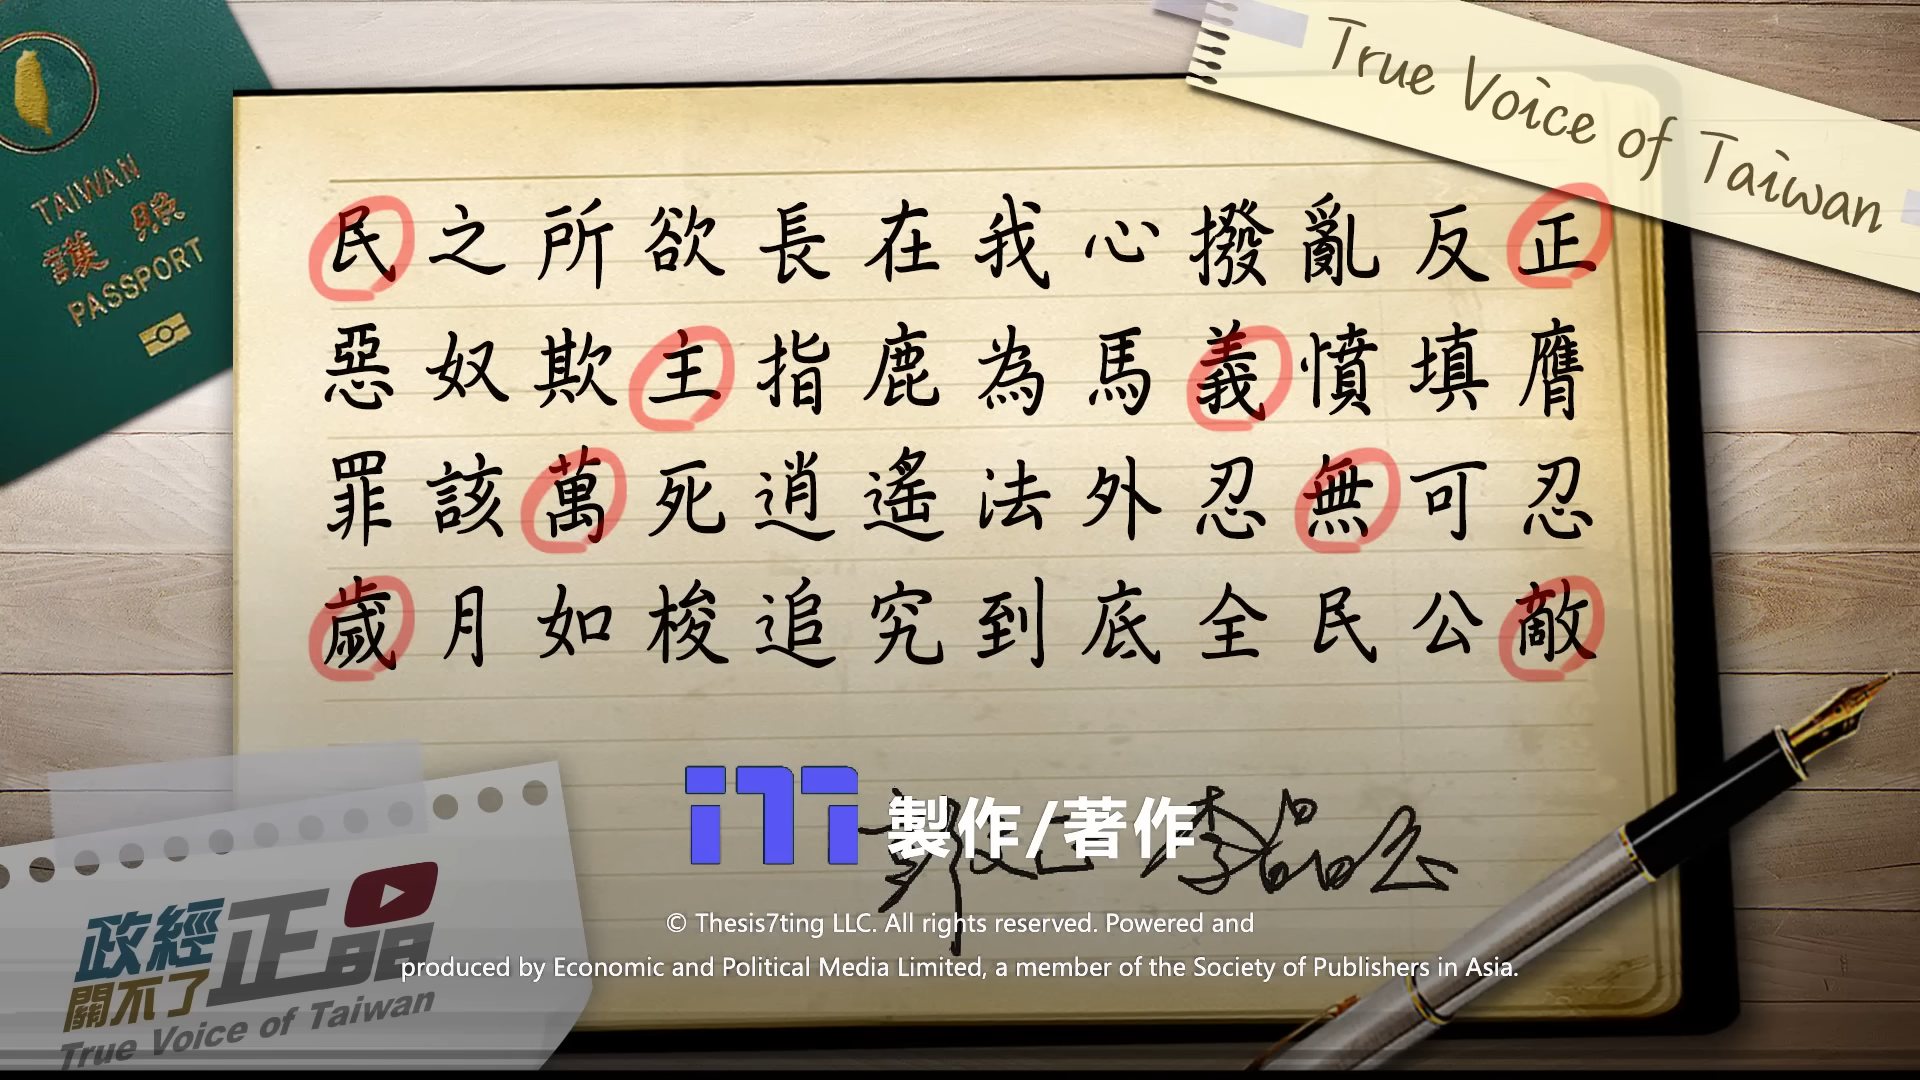 True Voice of Taiwan
TAIWAN
護照
PASSPORT
民之所欲長在我心撥亂反正
惡奴欺主指鹿為馬義憤填膺
罪該萬死逍遙法外忍無可忍
歲月如梭追究到底全民公敵
製作/著作
© Thesis7ting LLC. All rights reserved. Powered and
produced by Economic and Political Media Limited, a member of the Society of Publishers in Asia.
政經
關不了
正晶
True Voice of Taiwan